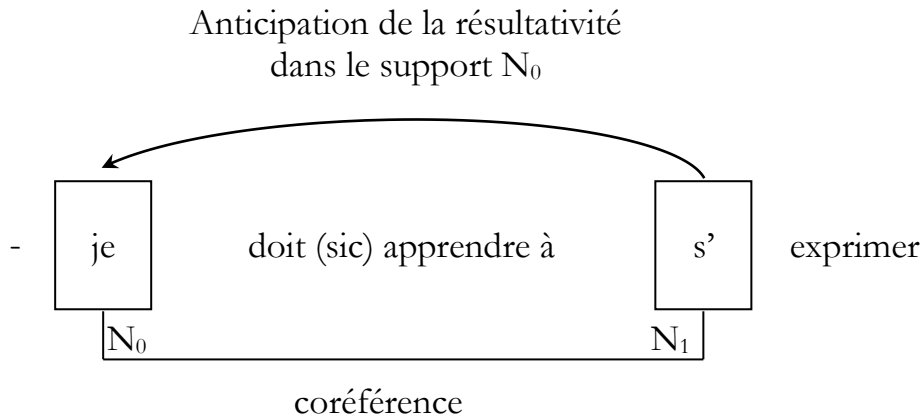 Anticipation de la résultativité
dans le support N₀
- je doit (sic) apprendre à s’ exprimer
N₀ N₁
coréférence